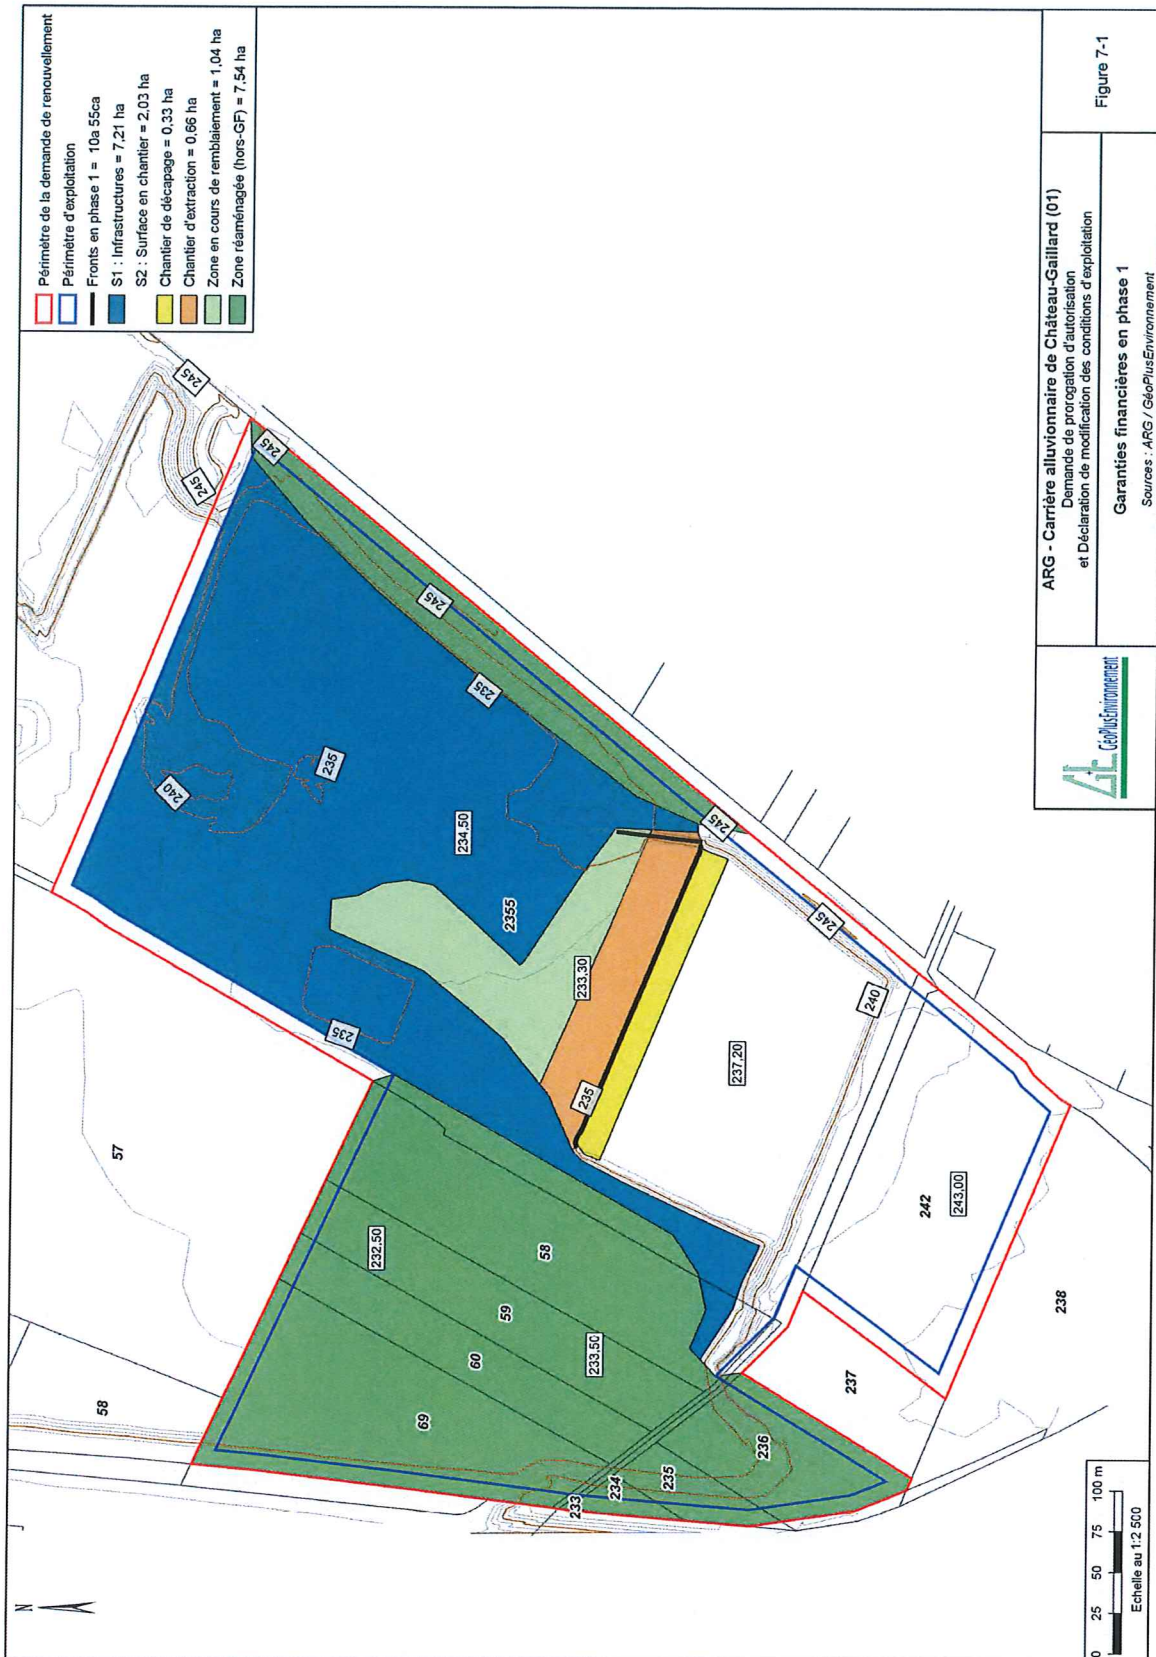 Périmètre de la demande de renouvellement
Périmètre d'exploitation
Fronts en phase 1 = 10a 55ca
S1 : Infrastructures = 7,21 ha
S2 : Surface en chantier = 2,03 ha
Chantier de décapage = 0,33 ha
Chantier d'extraction = 0,66 ha
Zone en cours de remblaiement = 1,04 ha
Zone réaménagée (hors-GF) = 7,54 ha
N
58
57
245
245
245
240
235
245
235
234,50
235
2355
245
233,30
235
237,20
245
240
232,50
58
59
60
69
233,50
233
234
235
236
237
242
243,00
238
0 25 50 75 100 m
Echelle au 1:2 500
GéoPlusEnvironnement
ARG - Carrière alluvionnaire de Château-Gaillard (01)
Demande de prorogation d'autorisation
et Déclaration de modification des conditions d'exploitation
Garanties financières en phase 1
Sources : ARG / GéoPlusEnvironnement
Figure 7-1